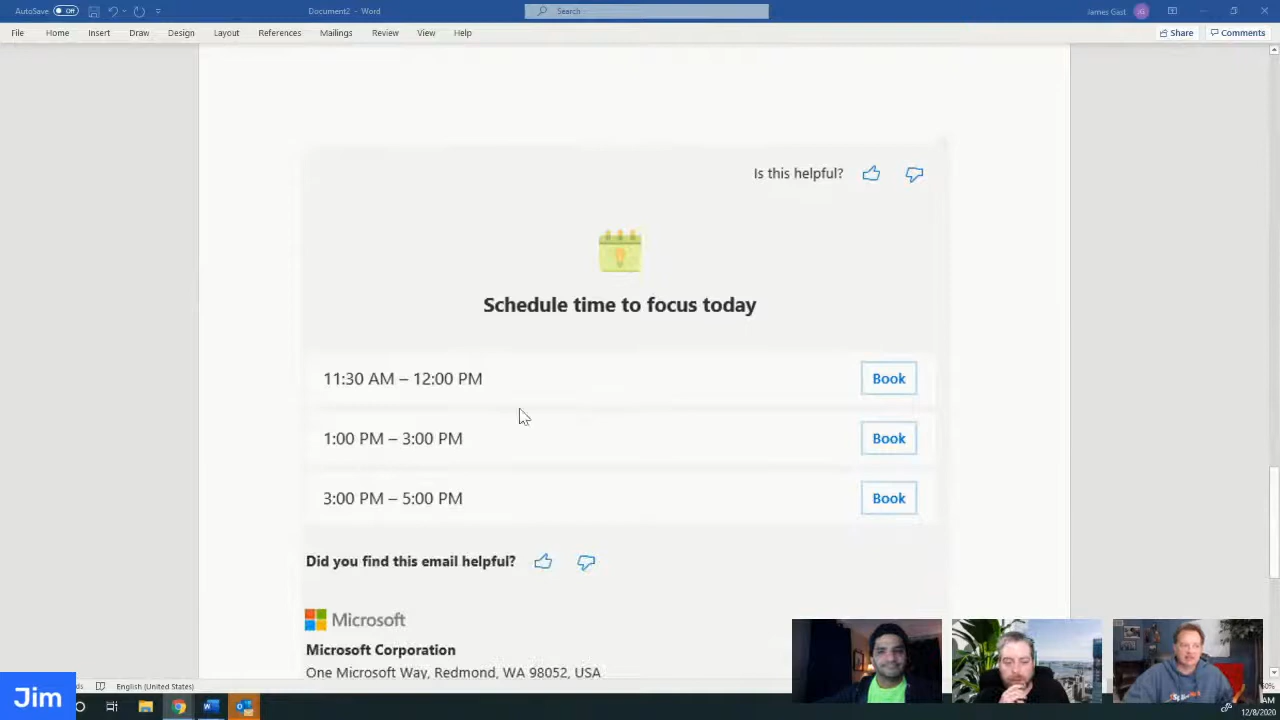 AutoSave Off
Document2 - Word
Search
James Gast JG
File Home Insert Draw Design Layout References Mailings Review View Help
Share Comments
Is this helpful?
Schedule time to focus today
11:30 AM – 12:00 PM Book
1:00 PM – 3:00 PM Book
3:00 PM – 5:00 PM Book
Did you find this email helpful?
Microsoft
Microsoft Corporation
One Microsoft Way, Redmond, WA 98052, USA
English (United States)
Jim
AM
12/8/2020